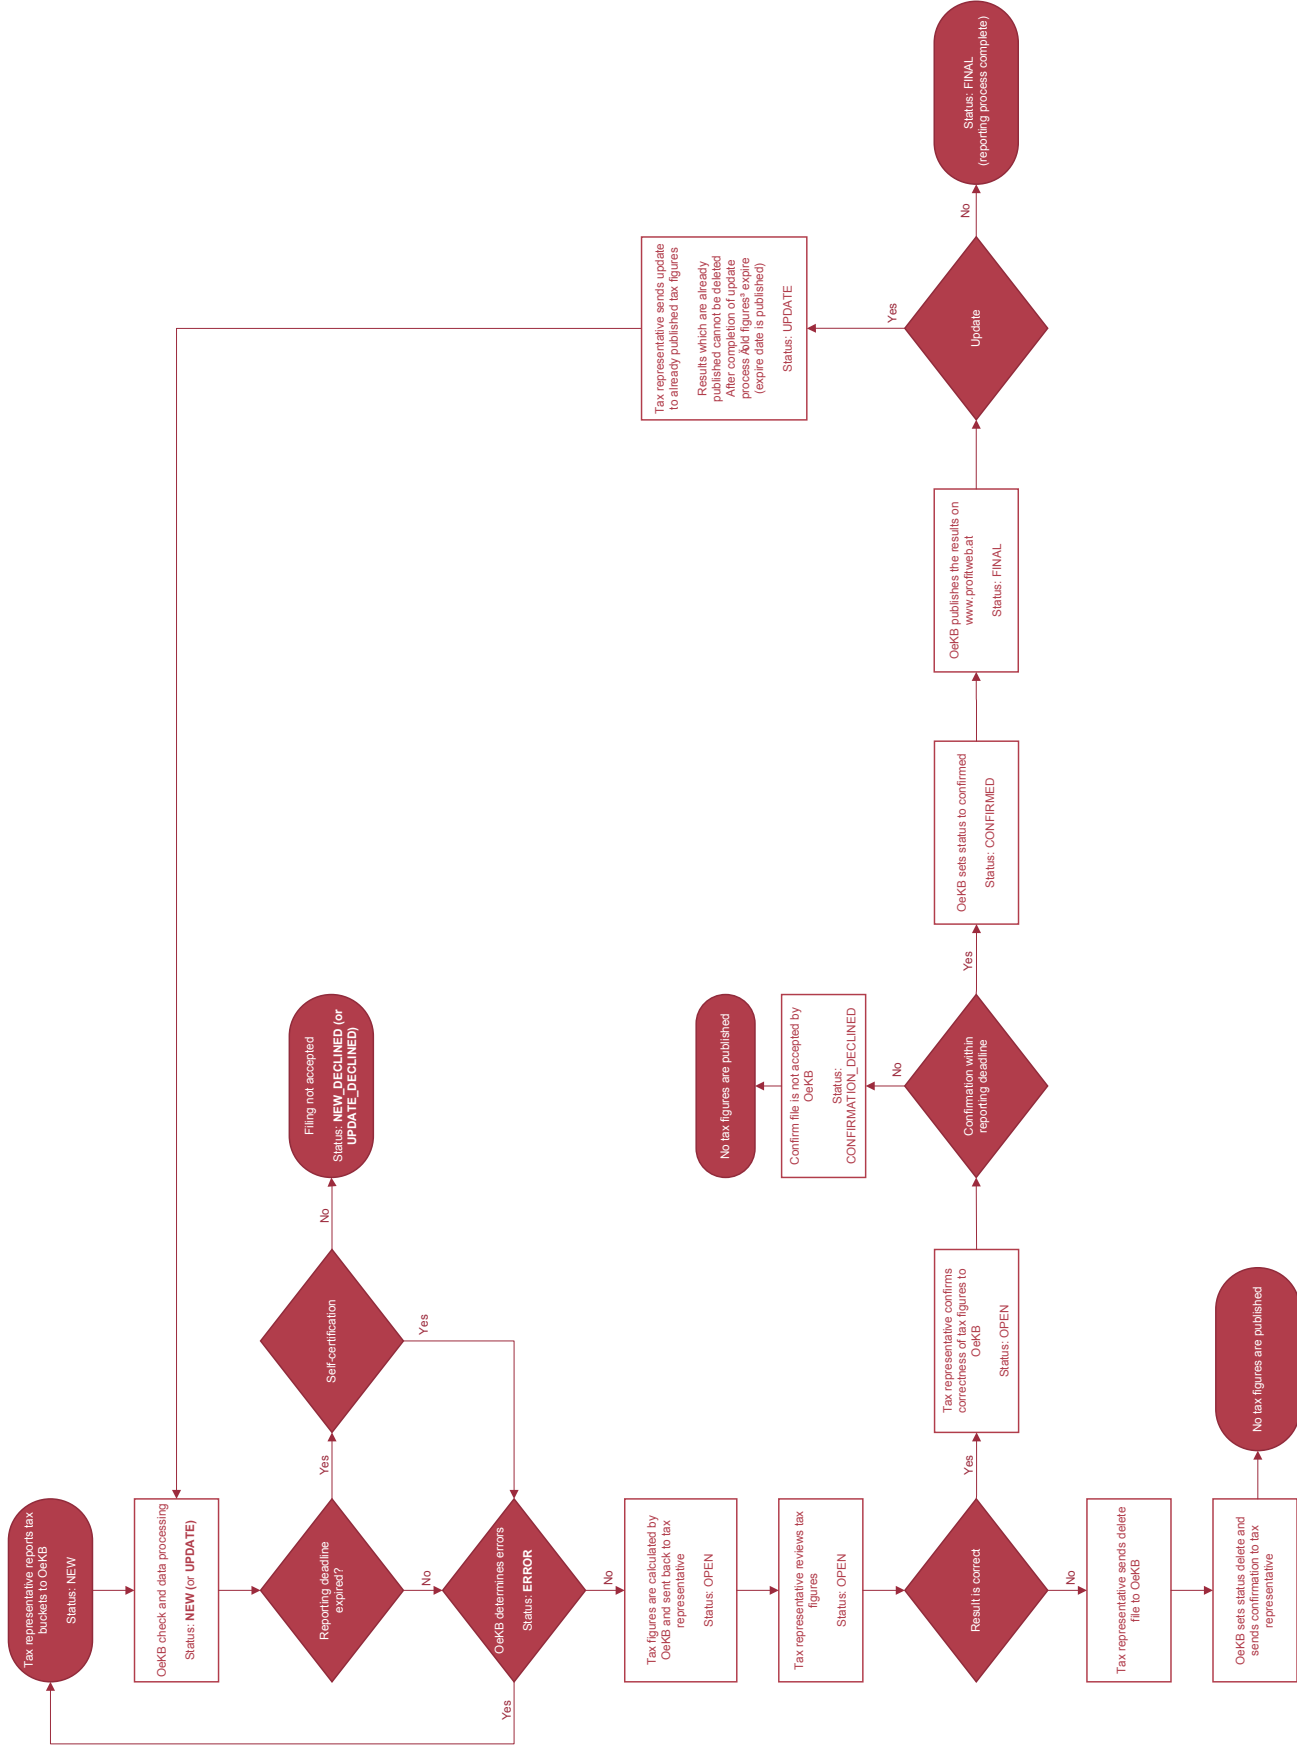 Tax representative reports tax
buckets to OeKB
Status: NEW
OeKB check and data processing
Status: NEW (or UPDATE)
Reporting deadline
expired?
Yes
No
Self-certification
No
Yes
Filing not accepted
Status: NEW_DECLINED (or
UPDATE_DECLINED)
OeKB determines errors
Status: ERROR
Yes
No
Tax figures are calculated by
OeKB and sent back to tax
representative
Status: OPEN
Tax representative reviews tax
figures
Status: OPEN
Result is correct
Yes
No
Tax representative sends delete
file to OeKB
OeKB sets status delete and
sends confirmation to tax
representative
No tax figures are published
Tax representative confirms
correctness of tax figures to
OeKB
Status: OPEN
Confirmation within
reporting deadline
No
Yes
Confirm file is not accepted by
OeKB
Status:
CONFIRMATION_DECLINED
No tax figures are published
OeKB sets status to confirmed
Status: CONFIRMED
OeKB publishes the results on
www.profitweb.at
Status: FINAL
Update
Yes
No
Tax representative sends update
to already published tax figures
Results which are already
published cannot be deleted
After completion of update
process Äold figures³ expire
(expire date is published)
Status: UPDATE
Status: FINAL
(reporting process complete)